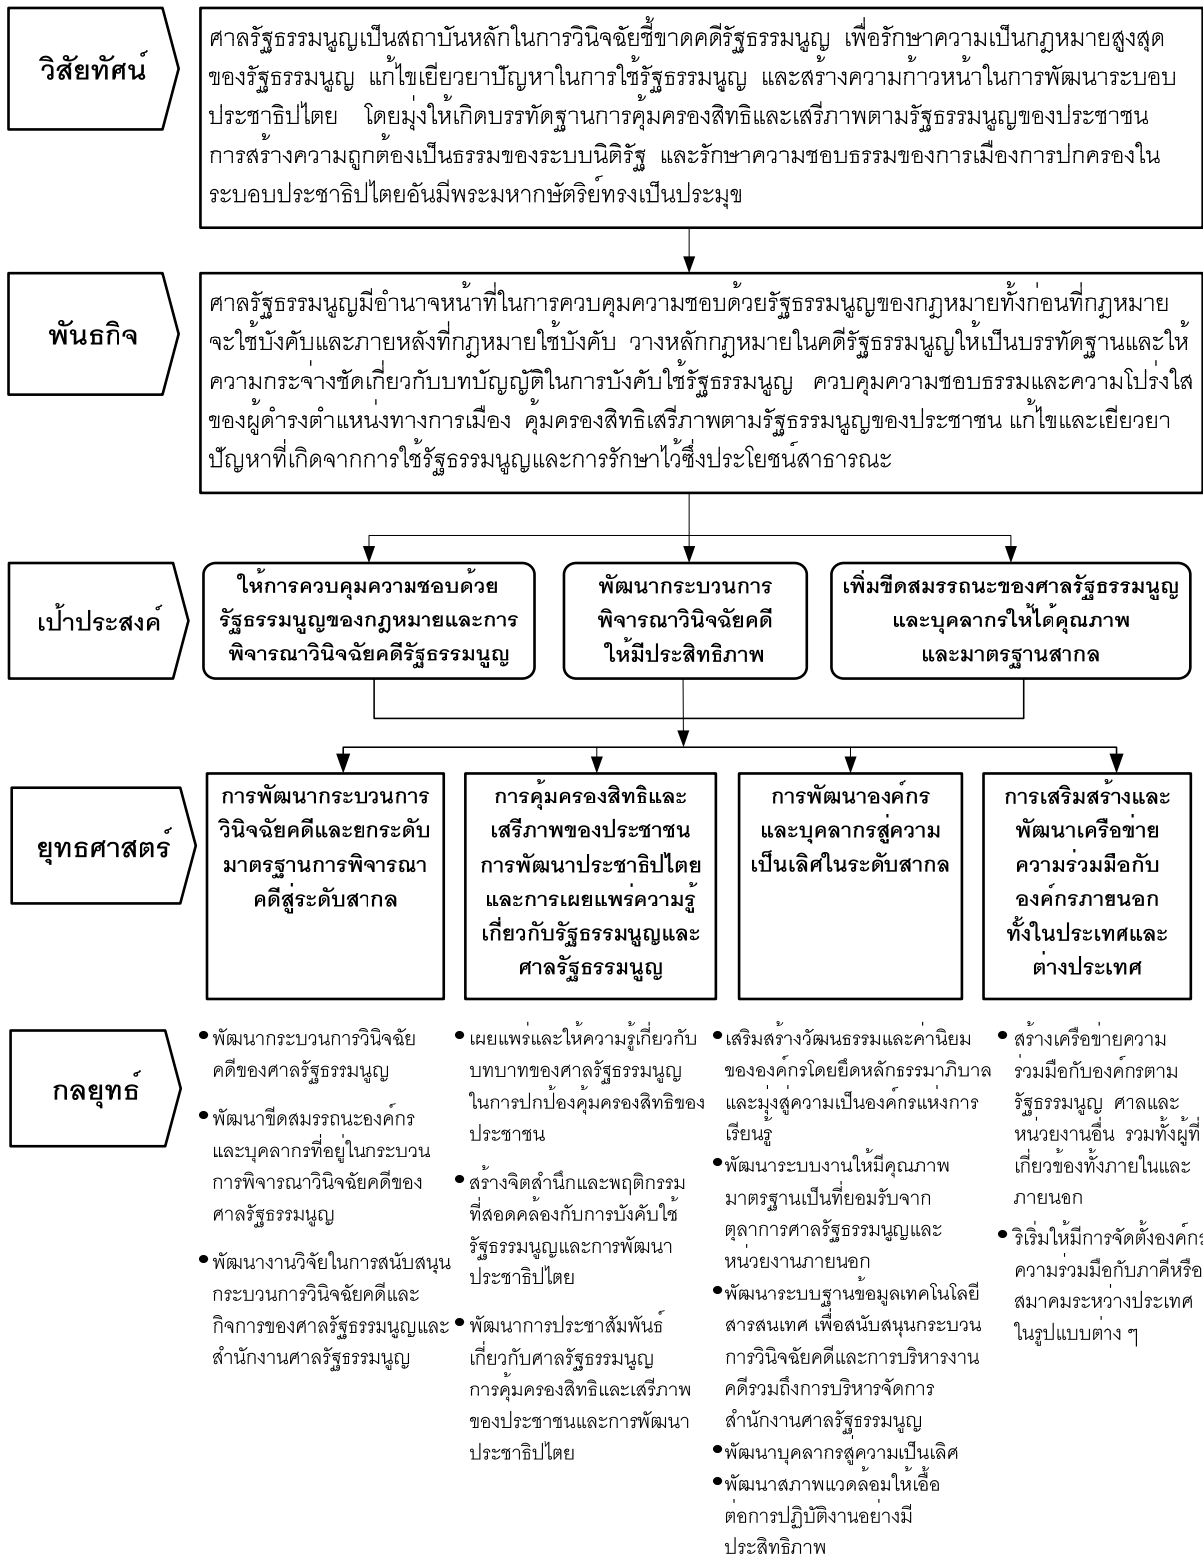 วิสัยทัศน์
ศาลรัฐธรรมนูญเป็นสถาบันหลักในการวินิจฉัยชี้ขาดคดีรัฐธรรมนูญ เพื่อรักษาความเป็นกฎหมายสูงสุด
ของรัฐธรรมนูญ แก้ไขเยียวยาปัญหาในการใช้รัฐธรรมนูญ และสร้างความก้าวหน้าในการพัฒนาระบอบ
ประชาธิปไตย โดยมุ่งให้เกิดบรรทัดฐานการคุ้มครองสิทธิและเสรีภาพตามรัฐธรรมนูญของประชาชน
การสร้างความถูกต้องเป็นธรรมของระบบนิติรัฐ และรักษาความชอบธรรมของการเมืองการปกครองใน
ระบอบประชาธิปไตยอันมีพระมหากษัตริย์ทรงเป็นประมุข
พันธกิจ
ศาลรัฐธรรมนูญมีอำนาจหน้าที่ในการควบคุมความชอบด้วยรัฐธรรมนูญของกฎหมายทั้งก่อนที่กฎหมาย
จะใช้บังคับและภายหลังที่กฎหมายใช้บังคับ วางหลักกฎหมายในคดีรัฐธรรมนูญให้เป็นบรรทัดฐานและให้
ความกระจ่างชัดเกี่ยวกับบทบัญญัติในการบังคับใช้รัฐธรรมนูญ ควบคุมความชอบธรรมและความโปร่งใส
ของผู้ดำรงตำแหน่งทางการเมือง คุ้มครองสิทธิเสรีภาพตามรัฐธรรมนูญของประชาชน แก้ไขและเยียวยา
ปัญหาที่เกิดจากการใช้รัฐธรรมนูญและการรักษาไว้ซึ่งประโยชน์สาธารณะ
เป้าประสงค์
ให้การควบคุมความชอบด้วย
รัฐธรรมนูญของกฎหมายและการ
พิจารณาวินิจฉัยคดีรัฐธรรมนูญ
พัฒนากระบวนการ
พิจารณาวินิจฉัยคดี
ให้มีประสิทธิภาพ
เพิ่มขีดสมรรถนะของศาลรัฐธรรมนูญ
และบุคลากรให้ได้คุณภาพ
และมาตรฐานสากล
ยุทธศาสตร์
การพัฒนากระบวนการ
วินิจฉัยคดีและยกระดับ
มาตรฐานการพิจารณา
คดีสู่ระดับสากล
การคุ้มครองสิทธิและ
เสรีภาพของประชาชน
การพัฒนาประชาธิปไตย
และการเผยแพร่ความรู้
เกี่ยวกับรัฐธรรมนูญและ
ศาลรัฐธรรมนูญ
การพัฒนาองค์กร
และบุคลากรสู่ความ
เป็นเลิศในระดับสากล
การเสริมสร้างและ
พัฒนาเครือข่าย
ความร่วมมือกับ
องค์กรภายนอก
ทั้งในประเทศและ
ต่างประเทศ
กลยุทธ์
• พัฒนากระบวนการวินิจฉัย
คดีของศาลรัฐธรรมนูญ
• พัฒนาขีดสมรรถนะองค์กร
และบุคลากรที่อยู่ในกระบวน
การพิจารณาวินิจฉัยคดีของ
ศาลรัฐธรรมนูญ
• พัฒนางานวิจัยในการสนับสนุน
กระบวนการวินิจฉัยคดีและ
กิจการของศาลรัฐธรรมนูญและ
สำนักงานศาลรัฐธรรมนูญ
• เผยแพร่และให้ความรู้เกี่ยวกับ
บทบาทของศาลรัฐธรรมนูญ
ในการปกป้องคุ้มครองสิทธิของ
ประชาชน
• สร้างจิตสำนึกและพฤติกรรม
ที่สอดคล้องกับการบังคับใช้
รัฐธรรมนูญและการพัฒนา
ประชาธิปไตย
• พัฒนาการประชาสัมพันธ์
เกี่ยวกับศาลรัฐธรรมนูญ
การคุ้มครองสิทธิและเสรีภาพ
ของประชาชนและการพัฒนา
ประชาธิปไตย
• เสริมสร้างวัฒนธรรมและค่านิยม
ขององค์กรโดยยึดหลักธรรมาภิบาล
และมุ่งสู่ความเป็นองค์กรแห่งการ
เรียนรู้
• พัฒนาระบบงานให้มีคุณภาพ
มาตรฐานเป็นที่ยอมรับจาก
ตุลาการศาลรัฐธรรมนูญและ
หน่วยงานภายนอก
• พัฒนาระบบฐานข้อมูลเทคโนโลยี
สารสนเทศ เพื่อสนับสนุนกระบวน
การวินิจฉัยคดีและการบริหารงาน
คดีรวมถึงการบริหารจัดการ
สำนักงานศาลรัฐธรรมนูญ
• พัฒนาบุคลากรสู่ความเป็นเลิศ
• พัฒนาสภาพแวดล้อมให้เอื้อ
ต่อการปฏิบัติงานอย่างมี
ประสิทธิภาพ
• สร้างเครือข่ายความ
ร่วมมือกับองค์กรตาม
รัฐธรรมนูญ ศาลและ
หน่วยงานอื่น รวมทั้งผู้ที่
เกี่ยวข้องทั้งภายในและ
ภายนอก
• ริเริ่มให้มีการจัดตั้งองค์กร
ความร่วมมือกับภาคีหรือ
สมาคมระหว่างประเทศ
ในรูปแบบต่าง ๆ